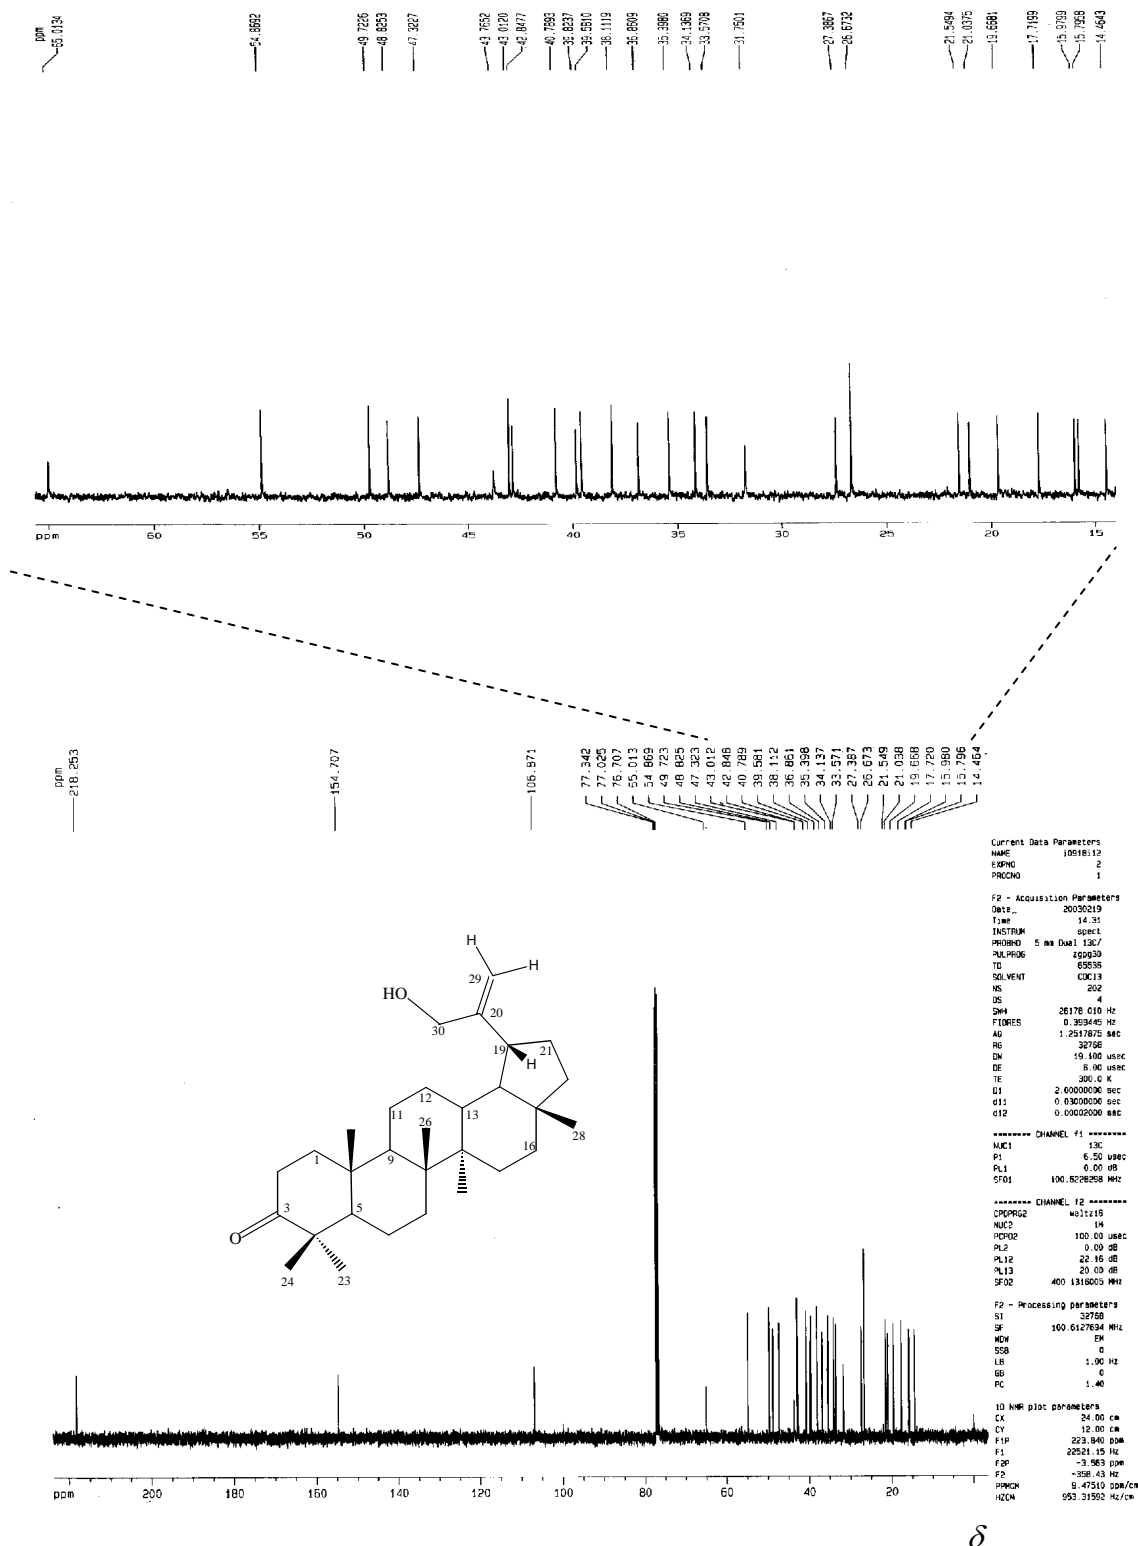 ppm
65.0134
54.8692
49.7226
48.8253
47.3227
43.7652
43.0120
42.8477
40.7893
39.8237
39.5810
38.1119
36.8609
35.3980
34.1369
33.5708
31.7501
27.3867
26.6732
21.5494
21.0375
19.6681
17.7199
15.9799
15.7958
14.4643
ppm 60 55 50 45 40 35 30 25 20 15
ppm
218.253
154.707
106.871
77.342
77.025
76.707
65.013
54.869
49.723
48.825
47.323
43.012
42.848
40.789
39.581
38.112
36.861
35.398
34.137
33.571
27.387
26.673
21.549
21.038
19.668
17.720
15.980
15.796
14.464
Current Data Parameters
NAME j0918i12
EXPNO 2
PROCNO 1
F2 - Acquisition Parameters
Date_ 20030219
Time 14.31
INSTRUM spect
PROBHD 5 mm Dual 13C/
PULPROG zgpg30
TD 65536
SOLVENT CDCl3
NS 202
DS 4
SWH 26178.010 Hz
FIDRES 0.399445 Hz
AQ 1.2517875 sec
RG 32768
DW 19.100 usec
DE 6.00 usec
TE 300.0 K
D1 2.00000000 sec
d11 0.03000000 sec
d12 0.00002000 sec
======== CHANNEL f1 ========
NUC1 13C
P1 6.50 usec
PL1 0.00 dB
SFO1 100.6228298 MHz
======== CHANNEL f2 ========
CPDPRG2 waltz16
NUC2 1H
PCPD2 100.00 usec
PL2 0.00 dB
PL12 22.16 dB
PL13 20.00 dB
SFO2 400.1316005 MHz
F2 - Processing parameters
SI 32768
SF 100.6127694 MHz
WDW EM
SSB 0
LB 1.00 Hz
GB 0
PC 1.40
1D NMR plot parameters
CX 24.00 cm
CY 12.00 cm
F1P 223.840 ppm
F1 22521.15 Hz
F2P -3.563 ppm
F2 -358.43 Hz
PPMCM 9.47510 ppm/cm
HZCM 953.31592 Hz/cm
H
29
H
HO
20
30
19
H
21
12
11
13
26
28
16
1
9
3
5
O
24
23
ppm 200 180 160 140 120 100 80 60 40 20
δ